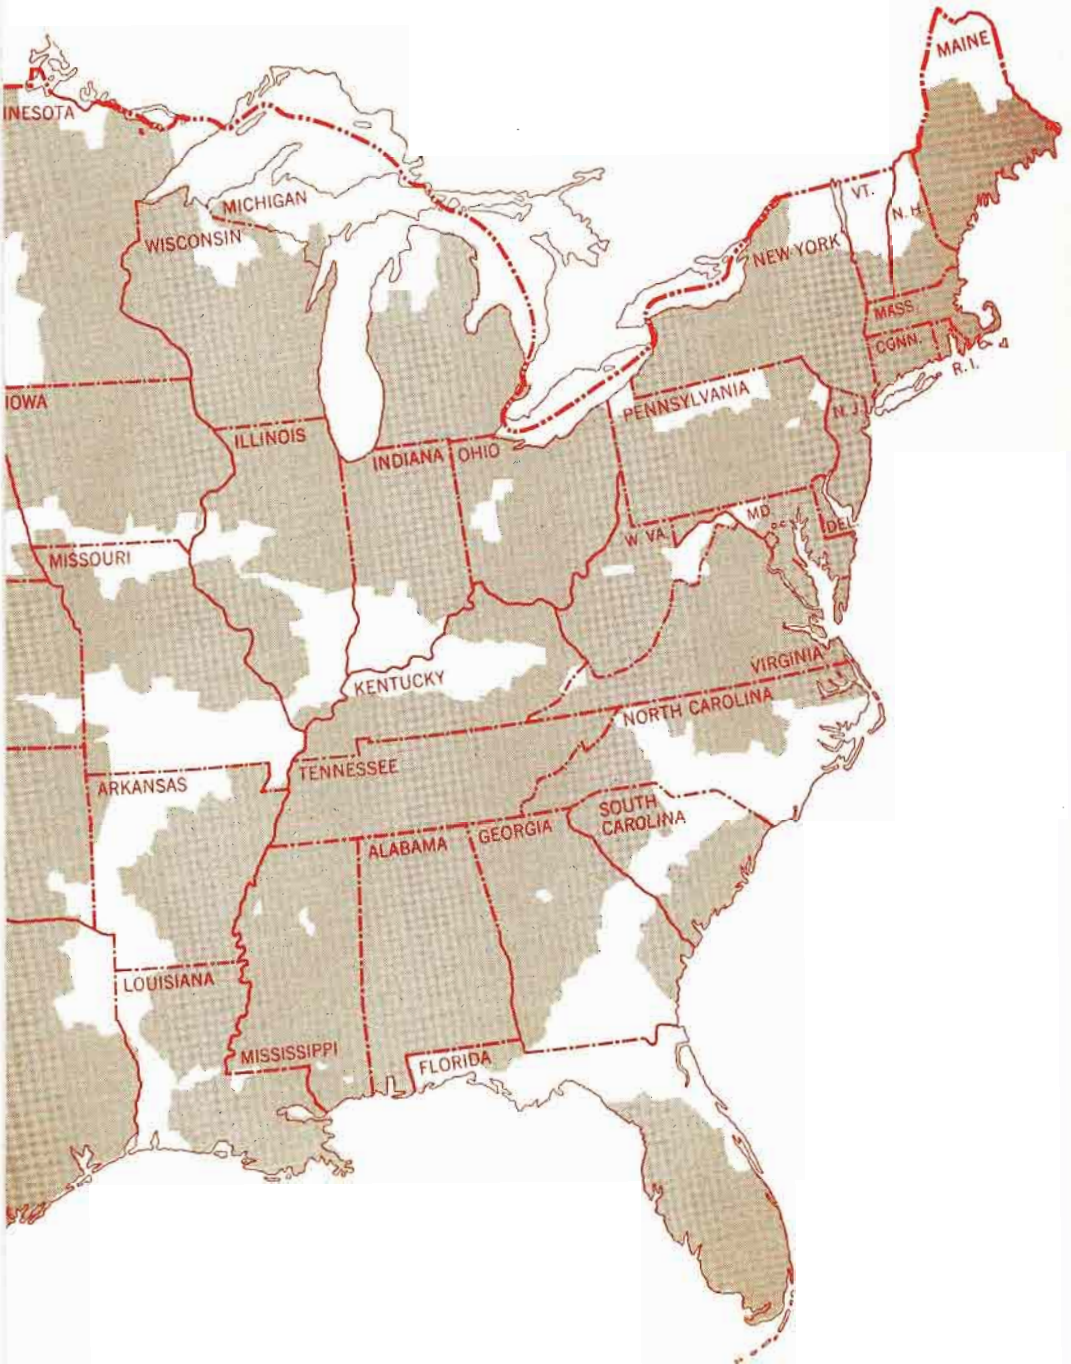 MAINE
INESOTA
MICHIGAN
VT.
N.H.
WISCONSIN
NEW YORK
MASS.
CONN.
R.I.
IOWA
PENNSYLVANIA
N.J.
ILLINOIS
INDIANA
OHIO
MD.
DEL.
W. VA.
MISSOURI
VIRGINIA
KENTUCKY
NORTH CAROLINA
TENNESSEE
ARKANSAS
SOUTH
CAROLINA
GEORGIA
ALABAMA
LOUISIANA
MISSISSIPPI
FLORIDA